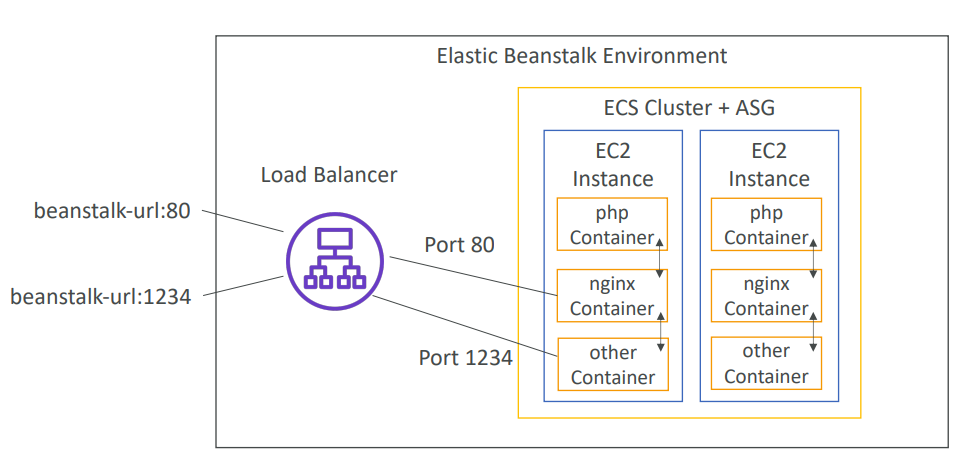 Elastic Beanstalk Environment
ECS Cluster + ASG
EC2
Instance
EC2
Instance
Load Balancer
beanstalk-url:80
beanstalk-url:1234
Port 80
Port 1234
php
Container
nginx
Container
other
Container
php
Container
nginx
Container
other
Container